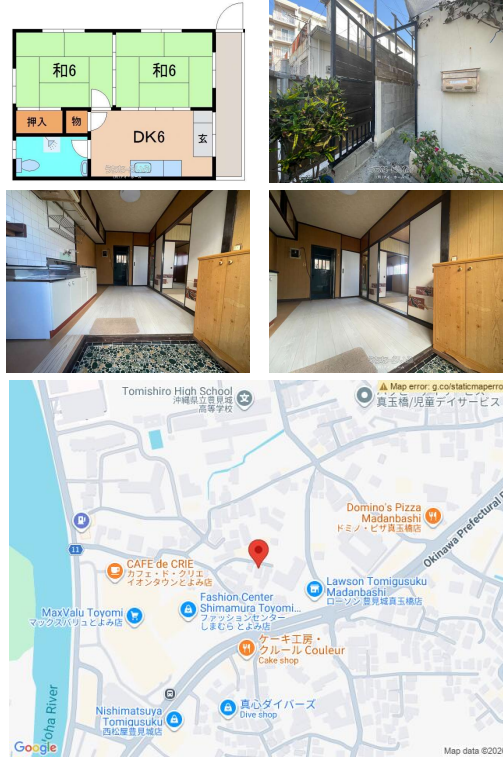 和6
和6
押入
物
DK6
玄
Map error: g.co/staticmaperro
Tomishiro High School
沖縄県立豊見城
高等学校
真玉橋/児童デイサービス
Domino's Pizza
Madanbashi
ドミノ・ピザ真玉橋店
Okinawa Prefectural
11
CAFE de CRIE
カフェ・ド・クリエ
イオンタウンとよみ店
Lawson Tomigusuku
Madanbashi
ローソン 豊見城真玉橋店
Fashion Center
Shimamura Toyomi...
ファッションセンター
しまむら とよみ店
MaxValu Toyomi
マックスバリュとよみ店
ケーキ工房・
クルール Couleur
Cake shop
Nishimatsuya
Tomigusuku
西松屋豊見城店
真心ダイバーズ
Dive shop
oha River
Google
Map data ©2026